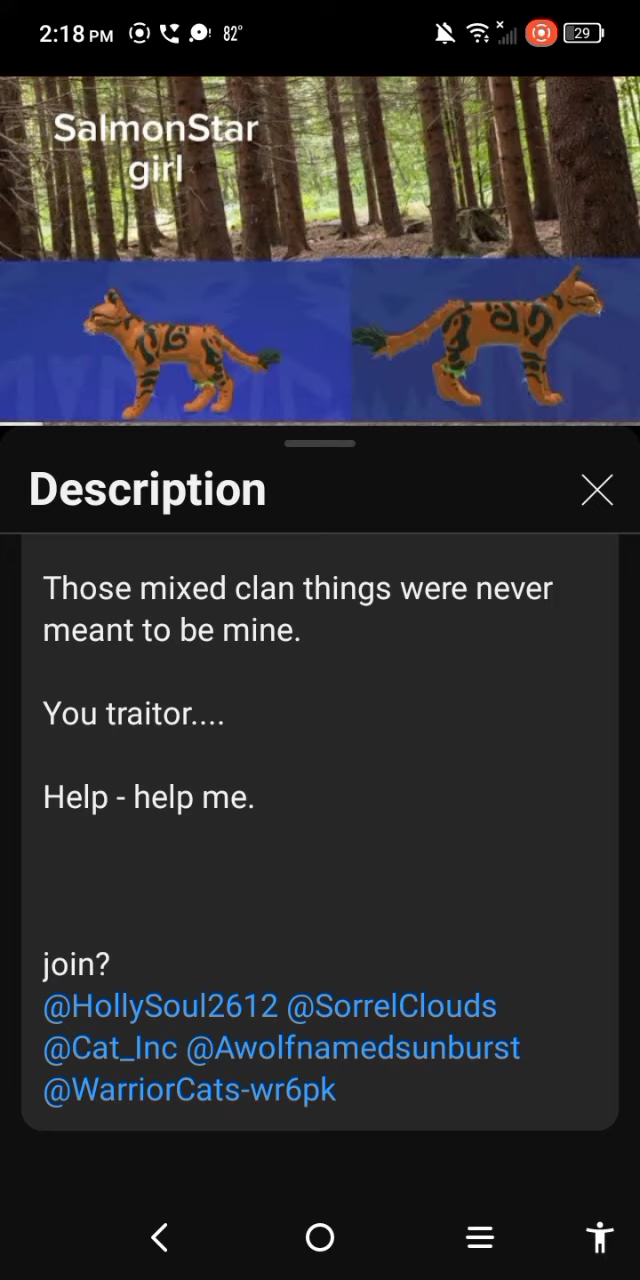 2:18 PM 82° 29
SalmonStar
girl
Description
Those mixed clan things were never
meant to be mine.
You traitor....
Help - help me.
join?
@HollySoul2612 @SorrelClouds
@Cat_Inc @Awolfnamedsunburst
@WarriorCats-wr6pk